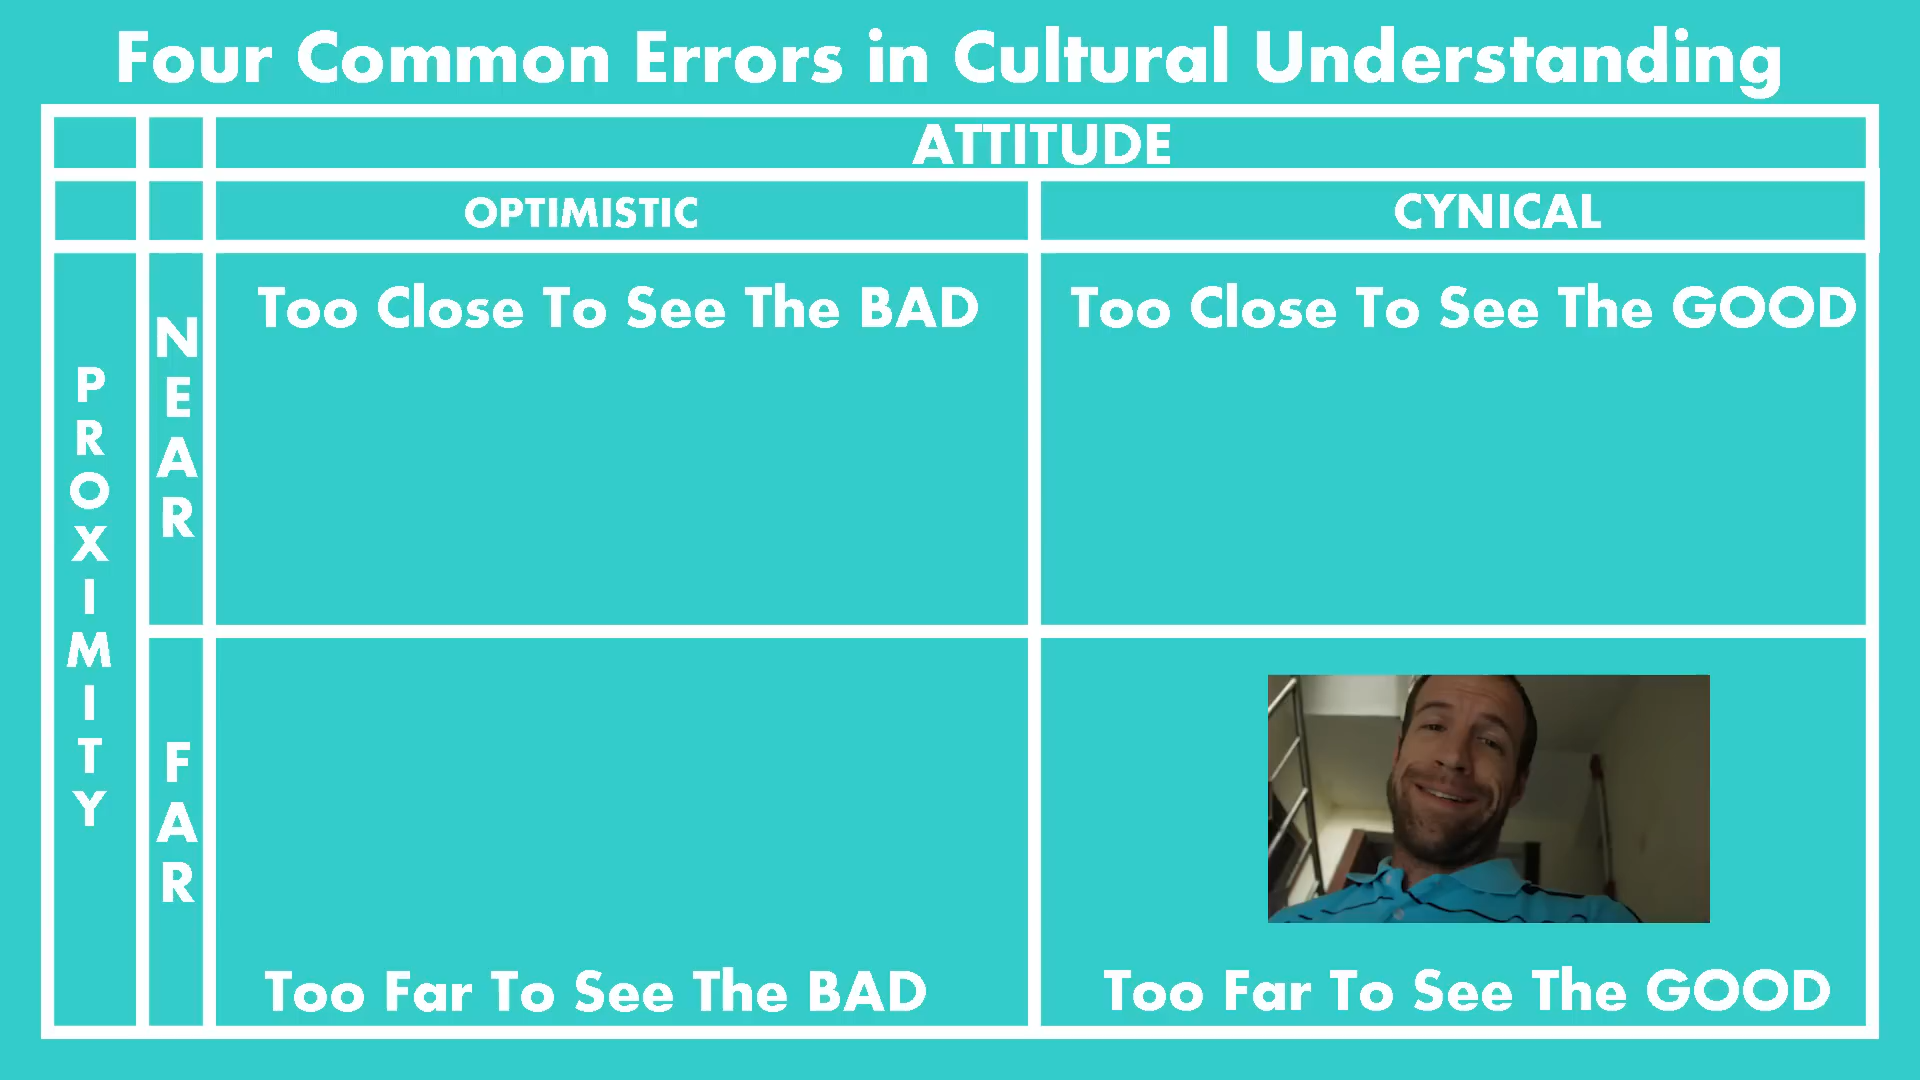 Four Common Errors in Cultural Understanding
ATTITUDE
OPTIMISTIC
CYNICAL
PROXIMITY
NEAR
Too Close To See The BAD
Too Close To See The GOOD
FAR
Too Far To See The BAD
Too Far To See The GOOD